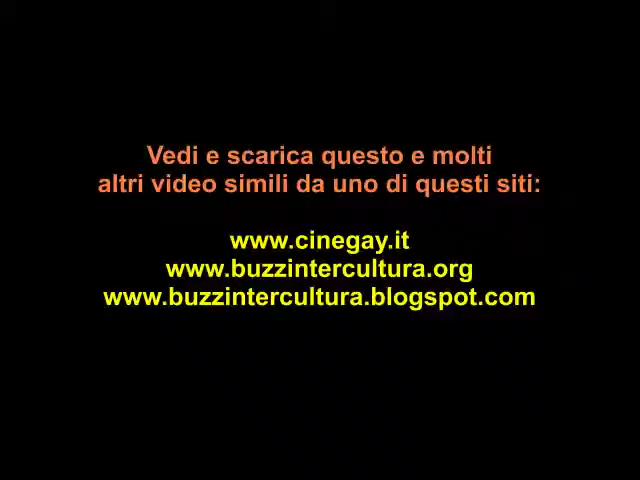 Vedi e scarica questo e molti
altri video simili da uno di questi siti:
www.cinegay.it
www.buzzintercultura.org
www.buzzintercultura.blogspot.com